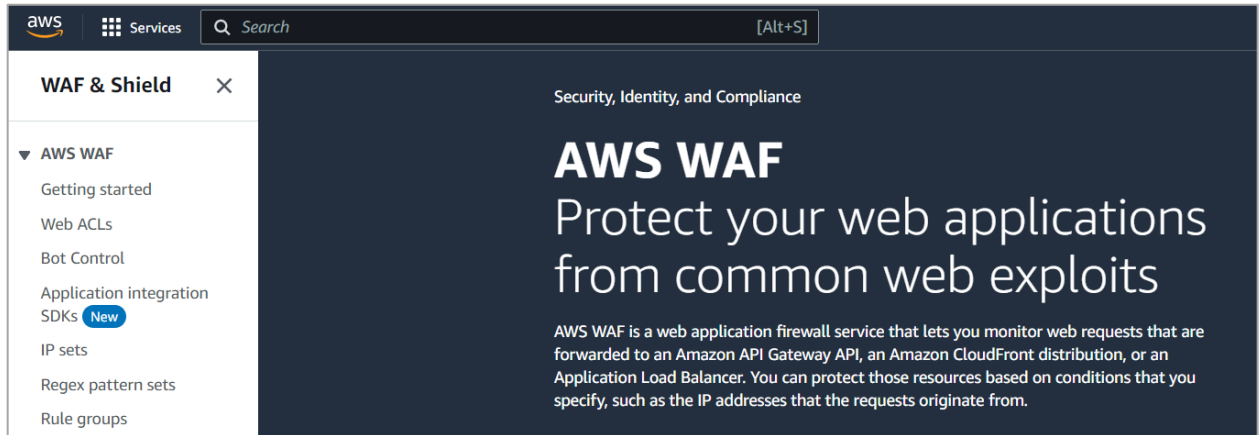 aws
Services
Search
[Alt+S]
WAF & Shield
AWS WAF
Getting started
Web ACLs
Bot Control
Application integration
SDKs New
IP sets
Regex pattern sets
Rule groups
Security, Identity, and Compliance
AWS WAF
Protect your web applications
from common web exploits
AWS WAF is a web application firewall service that lets you monitor web requests that are
forwarded to an Amazon API Gateway API, an Amazon CloudFront distribution, or an
Application Load Balancer. You can protect those resources based on conditions that you
specify, such as the IP addresses that the requests originate from.